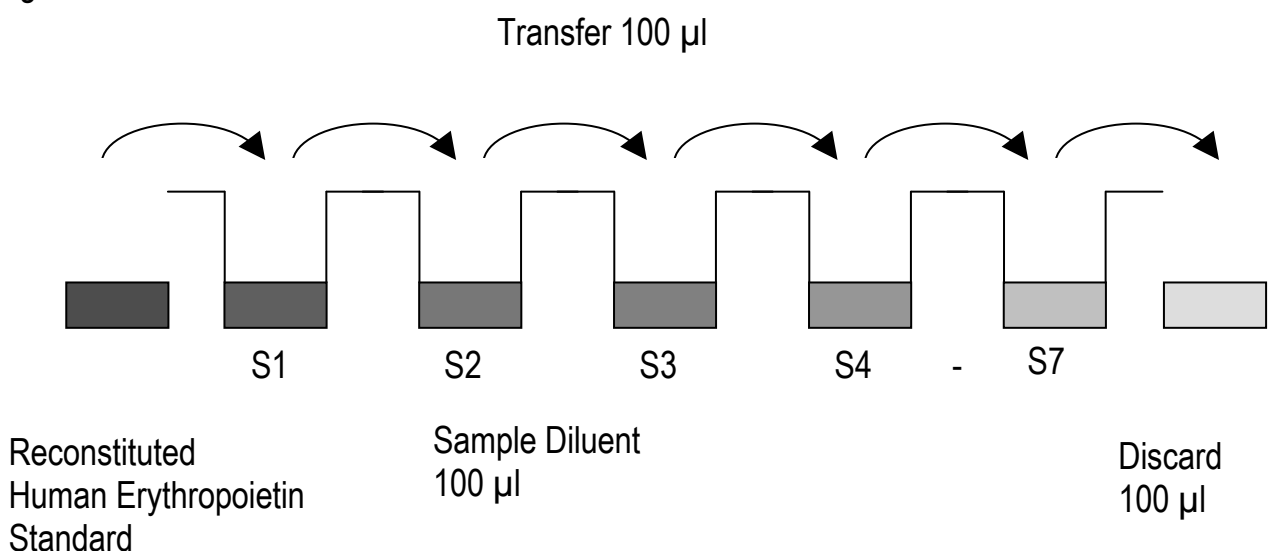 Transfer 100 µl
S1 S2 S3 S4 - S7
Reconstituted
Human Erythropoietin
Standard
Sample Diluent
100 µl
Discard
100 µl